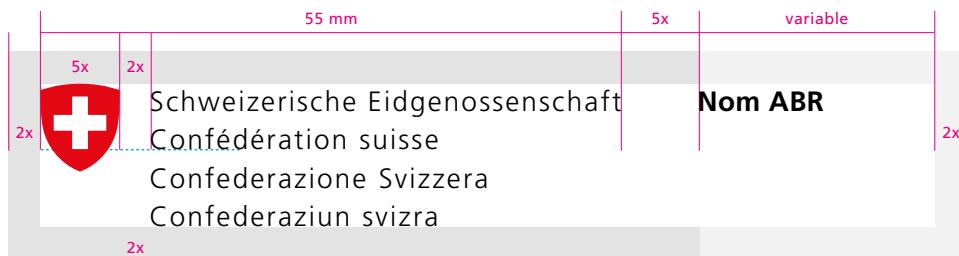 55 mm 5x variable
5x 2x
Schweizerische Eidgenossenschaft Nom ABR
2x 2x
Confédération suisse
Confederazione Svizzera
Confederaziun svizra
2x